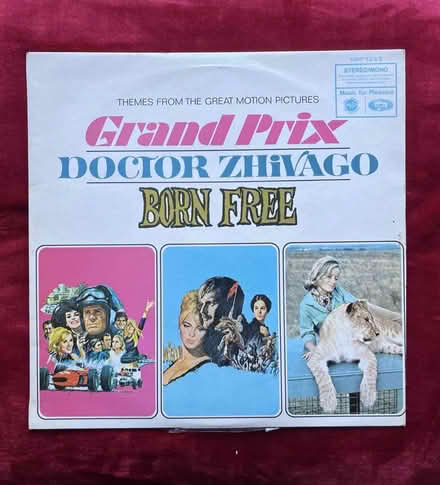 STEREO/MONO
Music for Pleasure
THEMES FROM THE GREAT MOTION PICTURES
Grand Prix
DOCTOR ZHIVAGO
BORN FREE